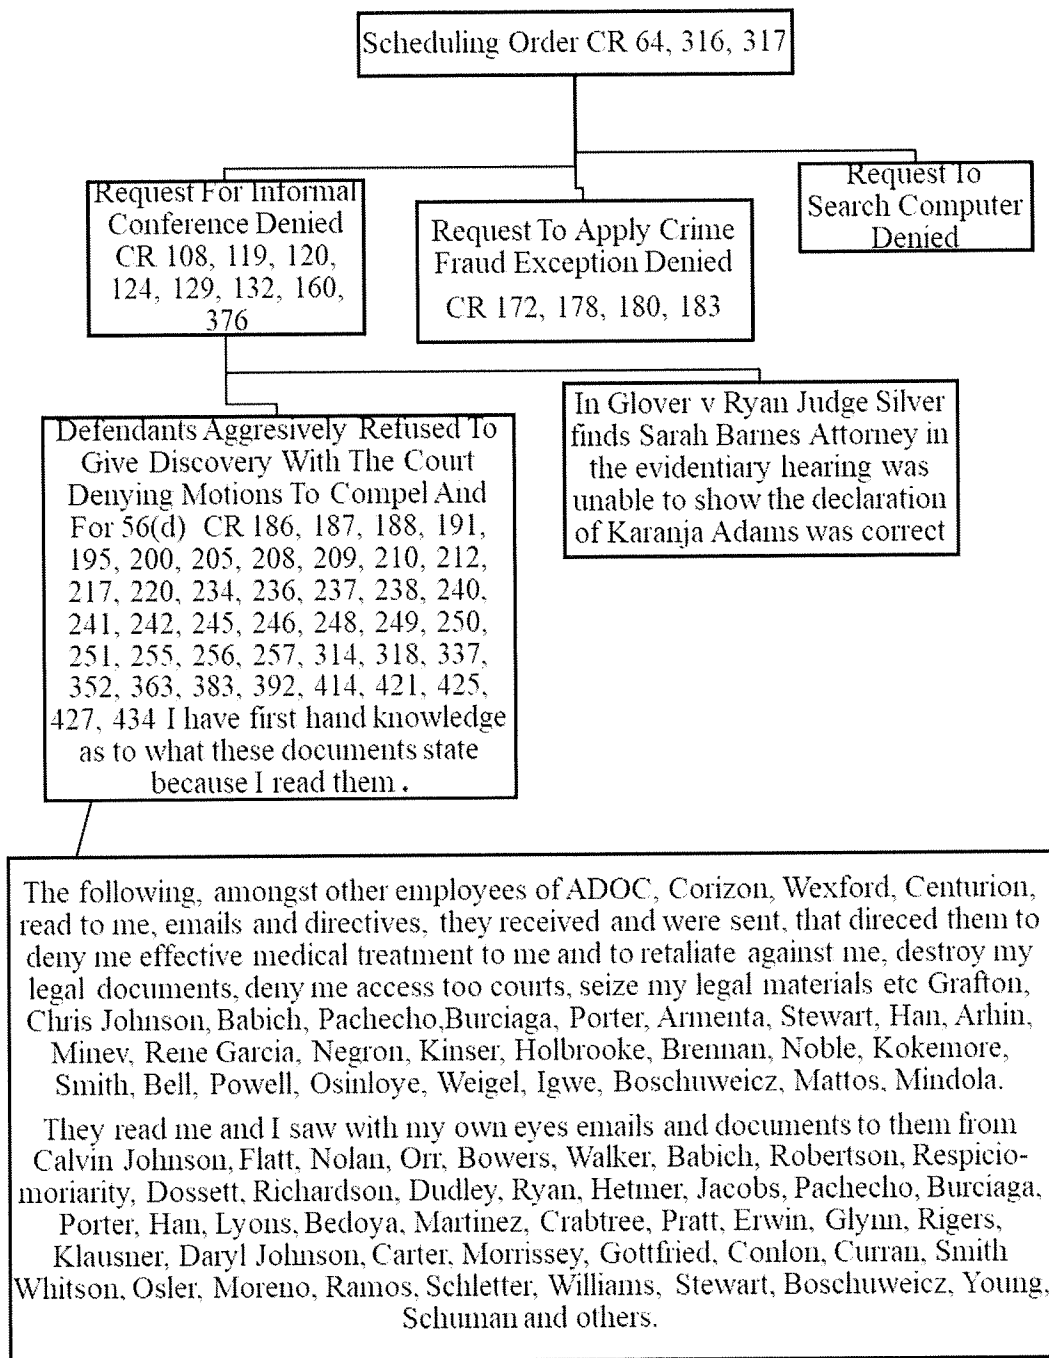 Scheduling Order CR 64, 316, 317
Request For Informal
Conference Denied
CR 108, 119, 120,
124, 129, 132, 160,
376
Request To Apply Crime
Fraud Exception Denied
CR 172, 178, 180, 183
Request To
Search Computer
Denied
Defendants Aggresively Refused To
Give Discovery With The Court
Denying Motions To Compel And
For 56(d) CR 186, 187, 188, 191,
195, 200, 205, 208, 209, 210, 212,
217, 220, 234, 236, 237, 238, 240,
241, 242, 245, 246, 248, 249, 250,
251, 255, 256, 257, 314, 318, 337,
352, 363, 383, 392, 414, 421, 425,
427, 434 I have first hand knowledge
as to what these documents state
because I read them .
In Glover v Ryan Judge Silver
finds Sarah Barnes Attorney in
the evidentiary hearing was
unable to show the declaration
of Karanja Adams was correct
The following, amongst other employees of ADOC, Corizon, Wexford, Centurion,
read to me, emails and directives, they received and were sent, that direced them to
deny me effective medical treatment to me and to retaliate against me, destroy my
legal documents, deny me access too courts, seize my legal materials etc Grafton,
Chris Johnson, Babich, Pachecho,Burciaga, Porter, Armenta, Stewart, Han, Arhin,
Minev, Rene Garcia, Negron, Kinser, Holbrooke, Brennan, Noble, Kokemore,
Smith, Bell, Powell, Osinloye, Weigel, Igwe, Boschuweicz, Mattos, Mindola.
They read me and I saw with my own eyes emails and documents to them from
Calvin Johnson, Flatt, Nolan, Orr, Bowers, Walker, Babich, Robertson, Respicio-
moriarity, Dossett, Richardson, Dudley, Ryan, Hetmer, Jacobs, Pachecho, Burciaga,
Porter, Han, Lyons, Bedoya, Martinez, Crabtree, Pratt, Erwin, Glynn, Rigers,
Klausner, Daryl Johnson, Carter, Morrissey, Gottfried, Conlon, Curran, Smith
Whitson, Osler, Moreno, Ramos, Schletter, Williams, Stewart, Boschuweicz, Young,
Schuman and others.